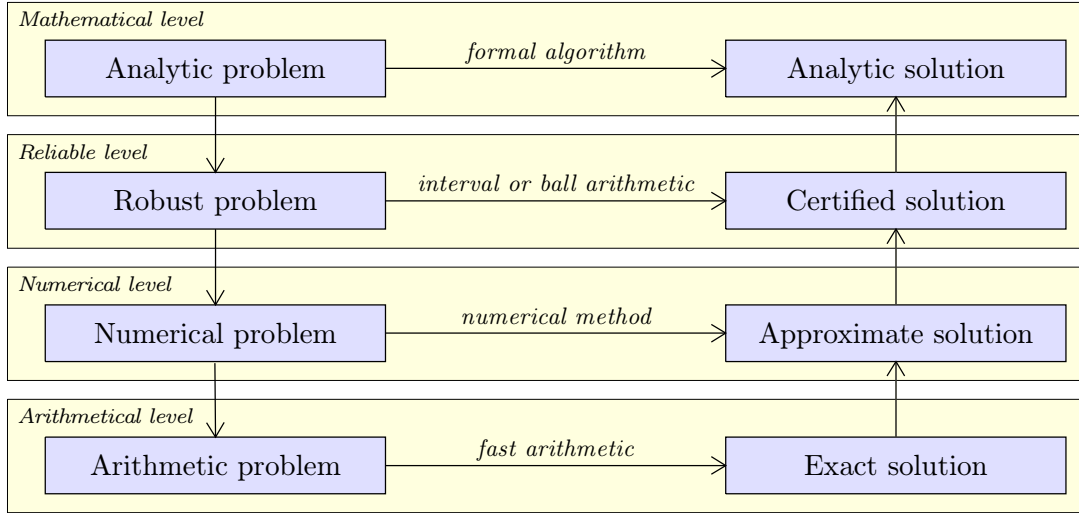 Mathematical level
Analytic problem
formal algorithm
Analytic solution
Reliable level
Robust problem
interval or ball arithmetic
Certified solution
Numerical level
Numerical problem
numerical method
Approximate solution
Arithmetical level
Arithmetic problem
fast arithmetic
Exact solution